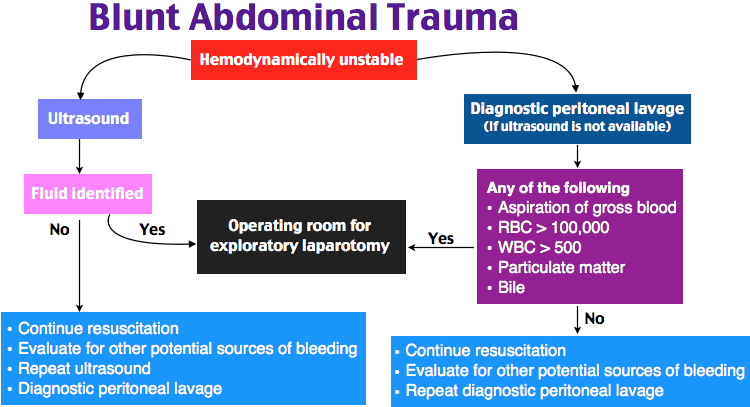 Blunt Abdominal Trauma
Hemodynamically unstable
Ultrasound
Diagnostic peritoneal lavage
(If ultrasound is not available)
Fluid identified
Any of the following
• Aspiration of gross blood
• RBC > 100,000
• WBC > 500
• Particulate matter
• Bile
No
Yes
Operating room for
exploratory laparotomy
Yes
No
• Continue resuscitation
• Evaluate for other potential sources of bleeding
• Repeat ultrasound
• Diagnostic peritoneal lavage
• Continue resuscitation
• Evaluate for other potential sources of bleeding
• Repeat diagnostic peritoneal lavage